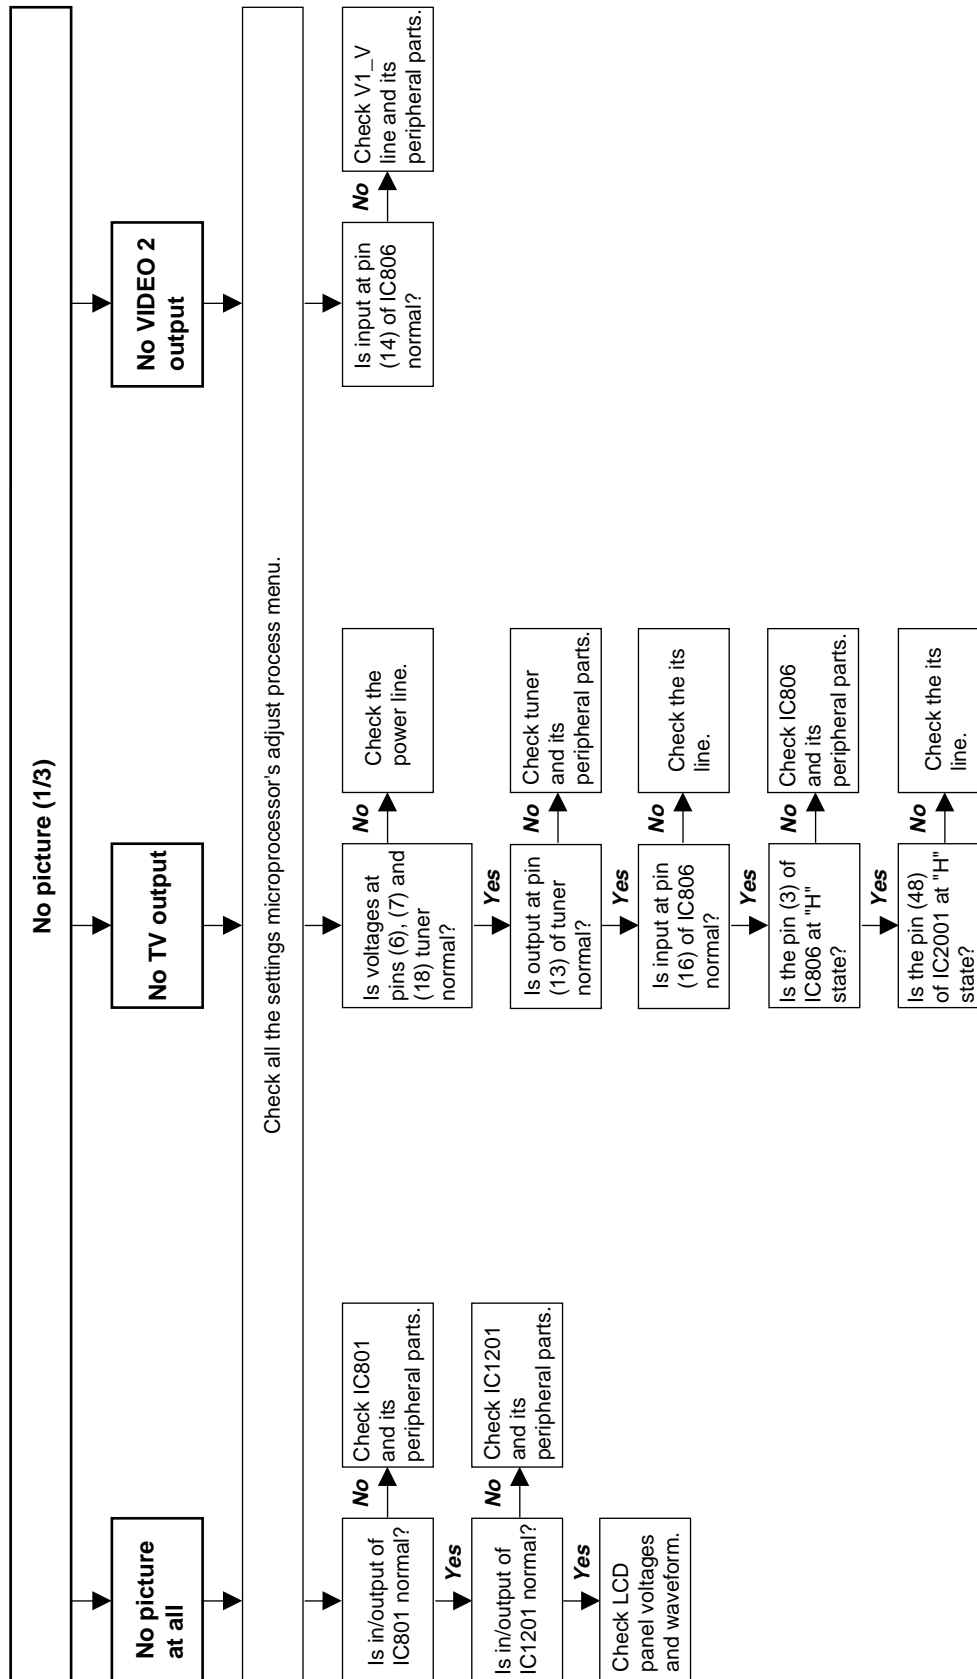 No picture (1/3)
No picture
at all
No TV output
No VIDEO 2
output
Check all the settings microprocessor's adjust process menu.
Is in/output of
IC801 normal?
No
Check IC801
and its
peripheral parts.
Yes
Is in/output of
IC1201 normal?
No
Check IC1201
and its
peripheral parts.
Yes
Check LCD
panel voltages
and waveform.
Is voltages at
pins (6), (7) and
(18) tuner
normal?
No
Check the
power line.
Yes
Is output at pin
(13) of tuner
normal?
No
Check tuner
and its
peripheral parts.
Yes
Is input at pin
(16) of IC806
normal?
No
Check the its
line.
Yes
Is the pin (3) of
IC806 at "H"
state?
No
Check IC806
and its
peripheral parts.
Yes
Is the pin (48)
of IC2001 at "H"
state?
No
Check the its
line.
Is input at pin
(14) of IC806
normal?
No
Check V1_V
line and its
peripheral parts.